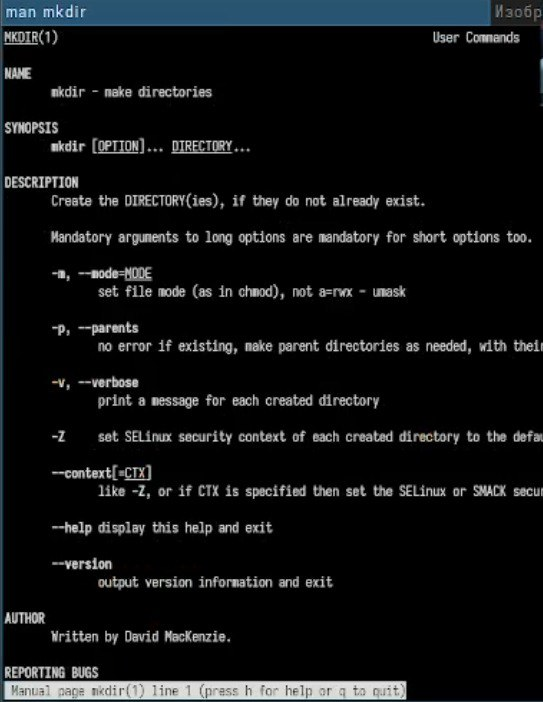 man mkdir
Изобр
MKDIR(1) User Commands
NAME
mkdir - make directories
SYNOPSIS
mkdir [OPTION]... DIRECTORY...
DESCRIPTION
Create the DIRECTORY(ies), if they do not already exist.
Mandatory arguments to long options are mandatory for short options too.
-m, --mode=MODE
set file mode (as in chmod), not a=rwx - umask
-p, --parents
no error if existing, make parent directories as needed, with thei
-v, --verbose
print a message for each created directory
-Z set SELinux security context of each created directory to the defau
--context[=CTX]
like -Z, or if CTX is specified then set the SELinux or SMACK secu
--help display this help and exit
--version
output version information and exit
AUTHOR
Written by David MacKenzie.
REPORTING BUGS
Manual page mkdir(1) line 1 (press h for help or q to quit)